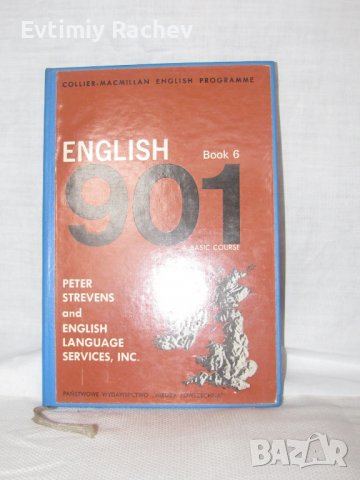 Evtimiy Rachev
COLLIER-MACMILLAN ENGLISH PROGRAMME
ENGLISH Book 6
901
A BASIC COURSE
PETER
STREVENS
and
ENGLISH
LANGUAGE
SERVICES, INC.
PAŃSTWOWE WYDAWNICTWO „WIEDZA POWSZECHNA”
BAZAR
bg